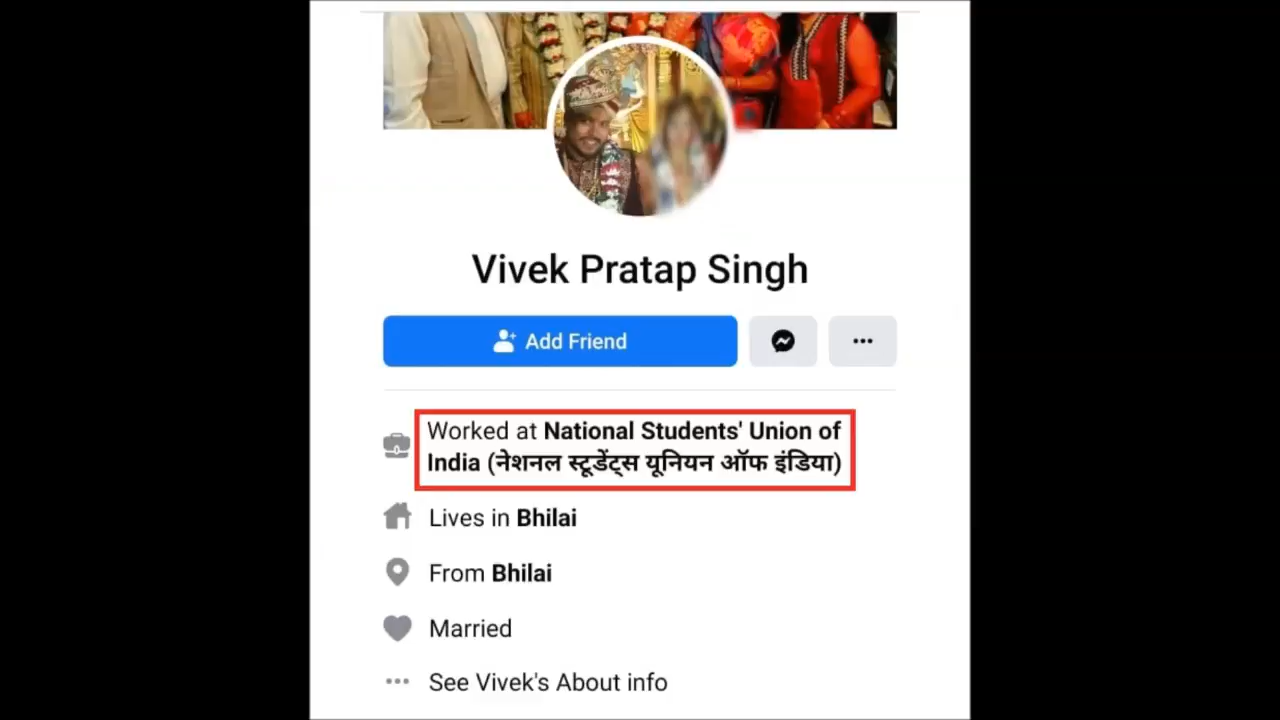 Vivek Pratap Singh
Add Friend
Worked at National Students' Union of
India (नेशनल स्टूडेंट्स यूनियन ऑफ इंडिया)
Lives in Bhilai
From Bhilai
Married
See Vivek's About info